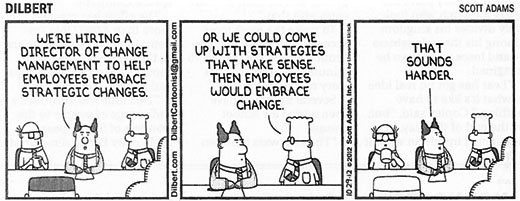 DILBERT
SCOTT ADAMS
WE'RE HIRING A
DIRECTOR OF CHANGE
MANAGEMENT TO HELP
EMPLOYEES EMBRACE
STRATEGIC CHANGES.
Dilbert.com DilbertCartoonist@gmail.com
OR WE COULD COME
UP WITH STRATEGIES
THAT MAKE SENSE.
THEN EMPLOYEES
WOULD EMBRACE
CHANGE.
10-29-12 ©2012 Scott Adams, Inc./Dist. by Universal Uclick
THAT
SOUNDS
HARDER.